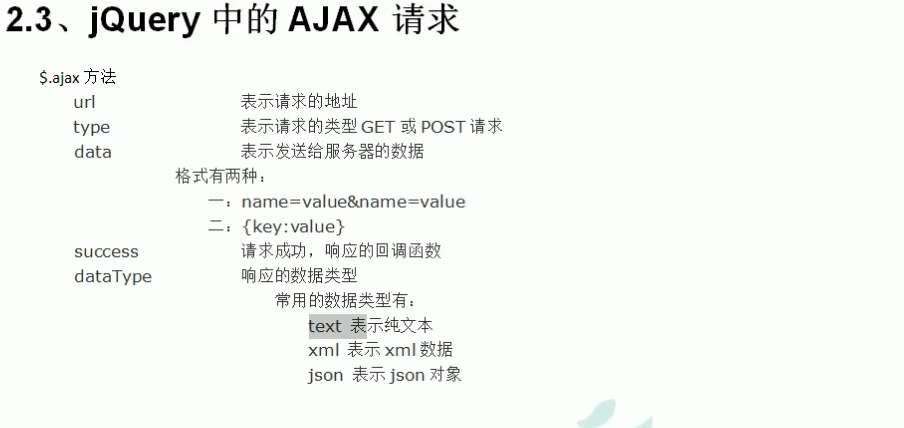 2.3、jQuery 中的 AJAX 请求
$.ajax 方法
url 表示请求的地址
type 表示请求的类型 GET 或 POST 请求
data 表示发送给服务器的数据
格式有两种：
一：name=value&name=value
二：{key:value}
success 请求成功，响应的回调函数
dataType 响应的数据类型
常用的数据类型有：
text 表示纯文本
xml 表示 xml 数据
json 表示 json 对象